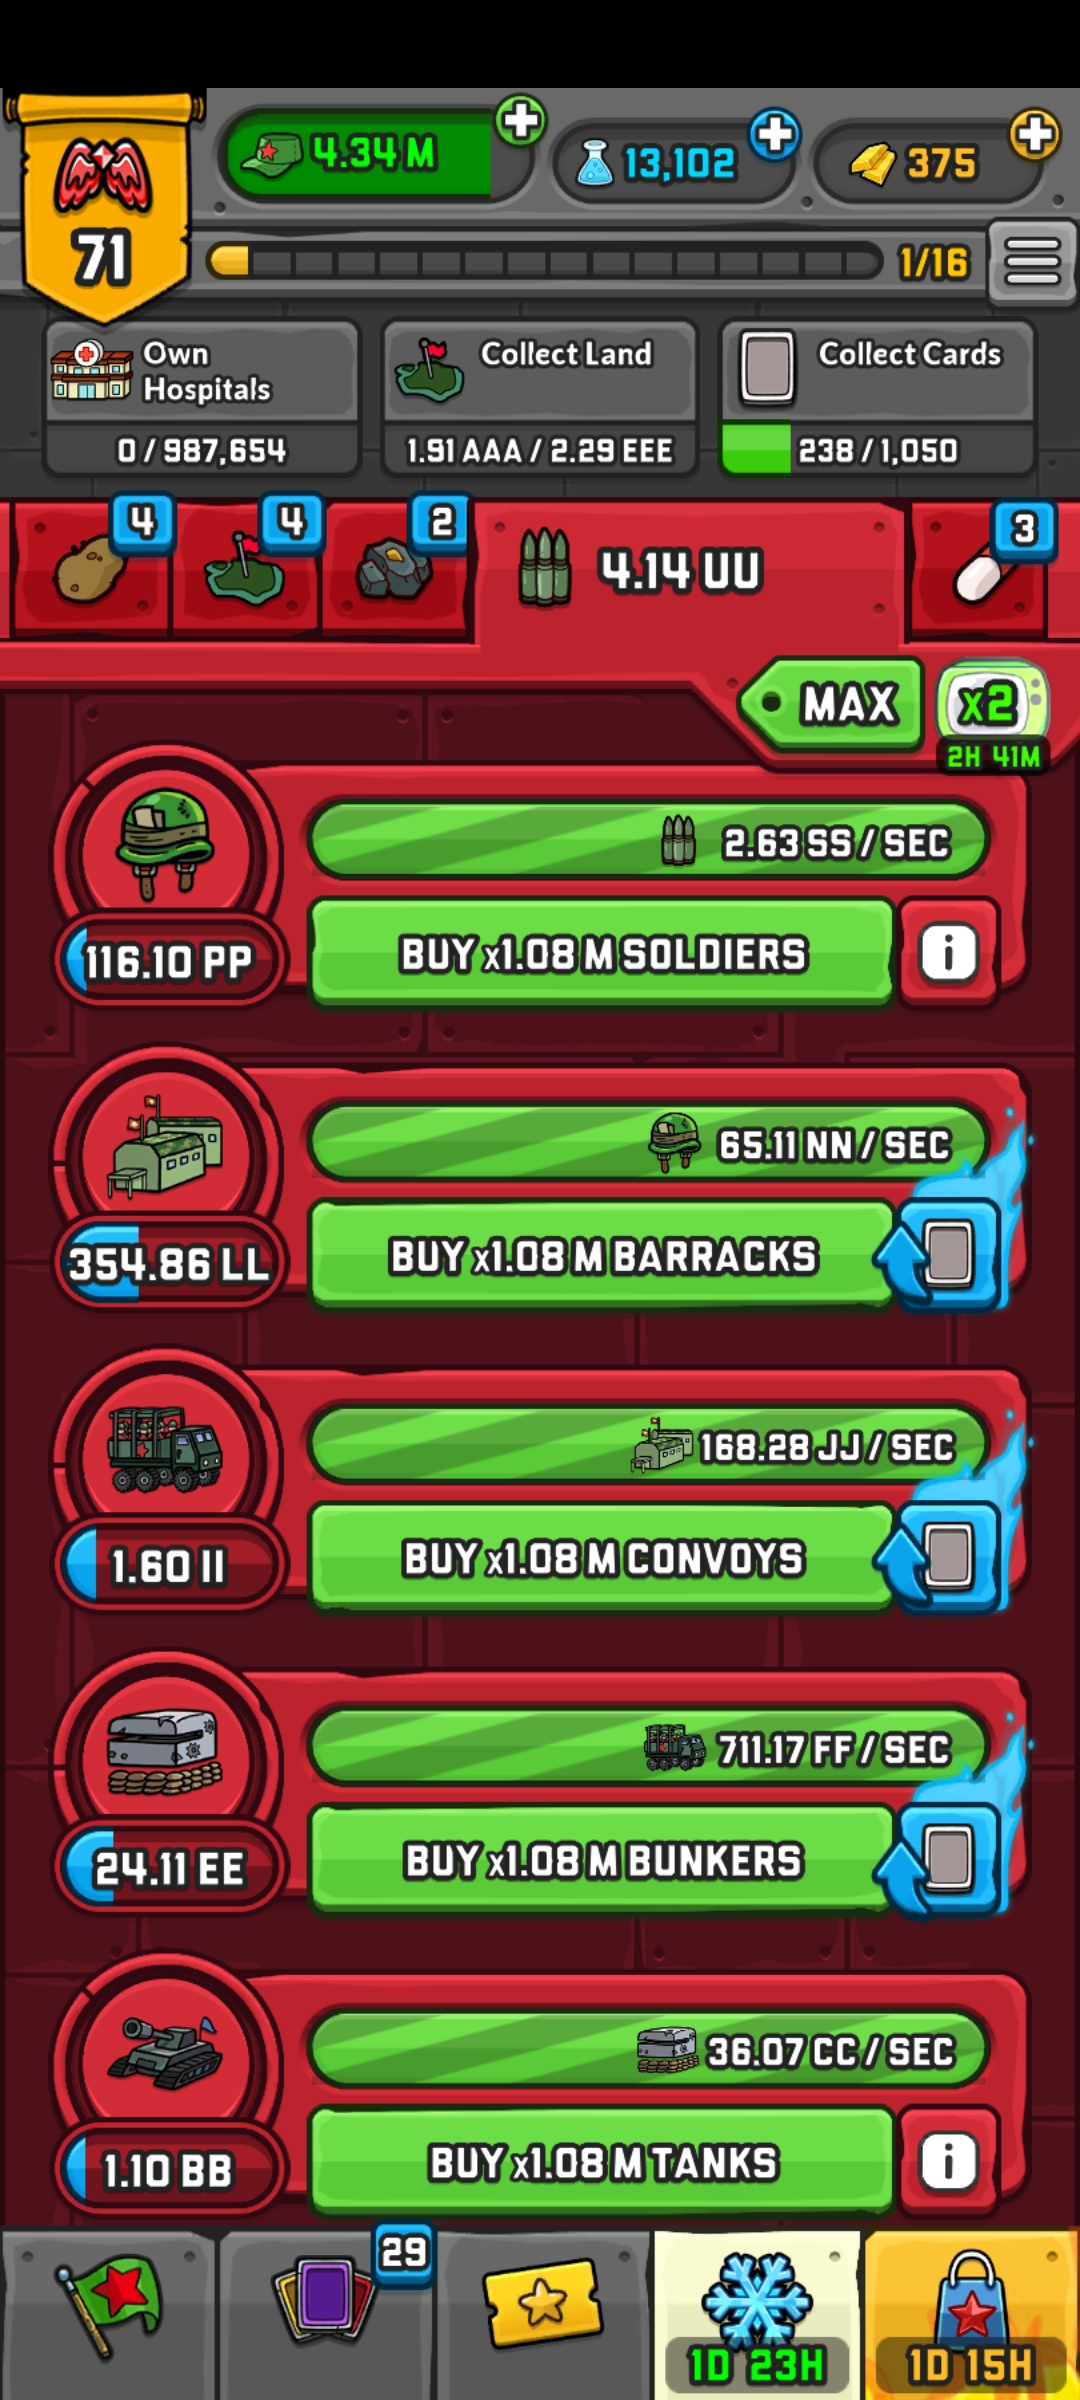 71
4.34 M
13,102
375
1/16
Own
Hospitals
0 / 987,654
Collect Land
1.91 AAA / 2.29 EEE
Collect Cards
238 / 1,050
4
4
2
4.14 UU
3
MAX
x2
2H 41M
2.63 SS / SEC
116.10 PP
BUY x1.08 M SOLDIERS
i
65.11 NN / SEC
354.86 LL
BUY x1.08 M BARRACKS
168.28 JJ / SEC
1.60 II
BUY x1.08 M CONVOYS
711.17 FF / SEC
24.11 EE
BUY x1.08 M BUNKERS
36.07 CC / SEC
1.10 BB
BUY x1.08 M TANKS
i
29
1D 23H
1D 15H